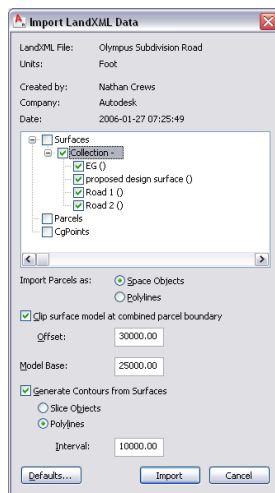 Import LandXML Data
LandXML File: Olympus Subdivision Road
Units: Foot
Created by: Nathan Crews
Company: Autodesk
Date: 2006-01-27 07:25:49
Surfaces
Collection -
EG ()
proposed design surface ()
Road 1 ()
Road 2 ()
Parcels
CgPoints
Import Parcels as: Space Objects
Polylines
Clip surface model at combined parcel boundary
Offset: 30000.00
Model Base: 25000.00
Generate Contours from Surfaces
Slice Objects
Polylines
Interval: 10000.00
Defaults... Import Cancel